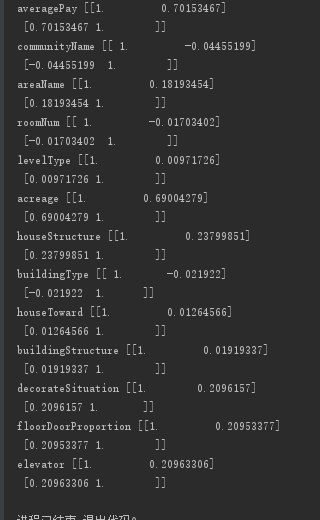 averagePay [[1.         0.70153467]
 [0.70153467 1.        ]]
communityName [[ 1.         -0.04455199]
 [-0.04455199  1.        ]]
areaName [[1.         0.18193454]
 [0.18193454 1.        ]]
roomNum [[ 1.         -0.01703402]
 [-0.01703402  1.        ]]
levelType [[1.         0.00971726]
 [0.00971726 1.        ]]
acreage [[1.         0.69004279]
 [0.69004279 1.        ]]
houseStructure [[1.         0.23799851]
 [0.23799851 1.        ]]
buildingType [[ 1.       -0.021922]
 [-0.021922  1.      ]]
houseToward [[1.         0.01264566]
 [0.01264566 1.        ]]
buildingStructure [[1.         0.01919337]
 [0.01919337 1.        ]]
decorateSituation [[1.        0.2096157]
 [0.2096157 1.       ]]
floorDoorProportion [[1.         0.20953377]
 [0.20953377 1.        ]]
elevator [[1.         0.20963306]
 [0.20963306 1.        ]]